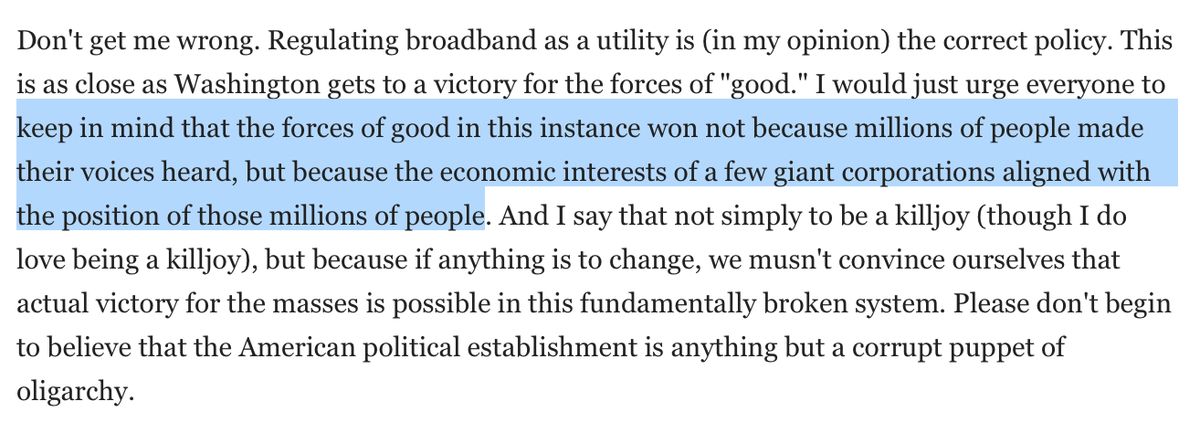 Don't get me wrong. Regulating broadband as a utility is (in my opinion) the correct policy. This
is as close as Washington gets to a victory for the forces of "good." I would just urge everyone to
keep in mind that the forces of good in this instance won not because millions of people made
their voices heard, but because the economic interests of a few giant corporations aligned with
the position of those millions of people. And I say that not simply to be a killjoy (though I do
love being a killjoy), but because if anything is to change, we musn't convince ourselves that
actual victory for the masses is possible in this fundamentally broken system. Please don't begin
to believe that the American political establishment is anything but a corrupt puppet of
oligarchy.